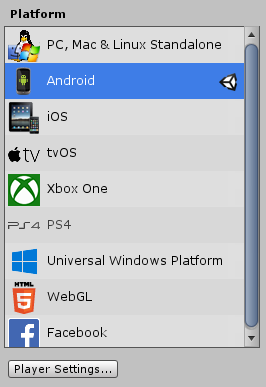 Platform
PC, Mac & Linux Standalone
Android
iOS
tv tvOS
Xbox One
PS4 PS4
Universal Windows Platform
HTML
5 WebGL
f Facebook
Player Settings...